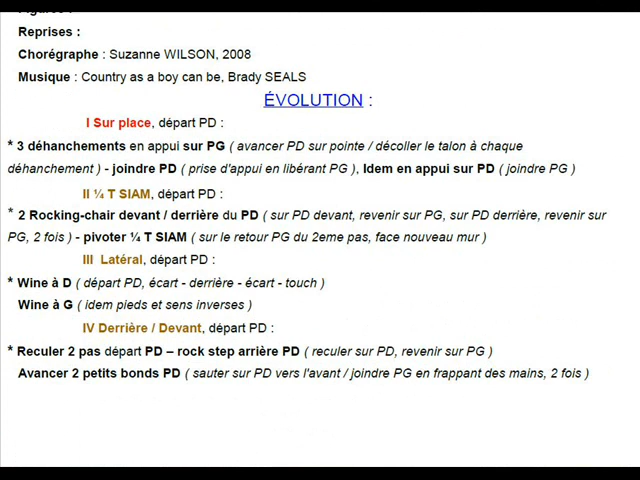 Reprises :
Chorégraphe : Suzanne WILSON, 2008
Musique : Country as a boy can be, Brady SEALS
ÉVOLUTION :
I Sur place, départ PD :
* 3 déhanchements en appui sur PG ( avancer PD sur pointe / décoller le talon à chaque
déhanchement ) - joindre PD ( prise d'appui en libérant PG ), Idem en appui sur PD ( joindre PG )
II ¼ T SIAM, départ PD :
* 2 Rocking-chair devant / derrière du PD ( sur PD devant, revenir sur PG, sur PD derrière, revenir sur
PG, 2 fois ) - pivoter ¼ T SIAM ( sur le retour PG du 2eme pas, face nouveau mur )
III Latéral, départ PD :
* Wine à D ( départ PD, écart - derrière - écart - touch )
Wine à G ( idem pieds et sens inverses )
IV Derrière / Devant, départ PD :
* Reculer 2 pas départ PD – rock step arrière PD ( reculer sur PD, revenir sur PG )
Avancer 2 petits bonds PD ( sauter sur PD vers l'avant / joindre PG en frappant des mains, 2 fois )